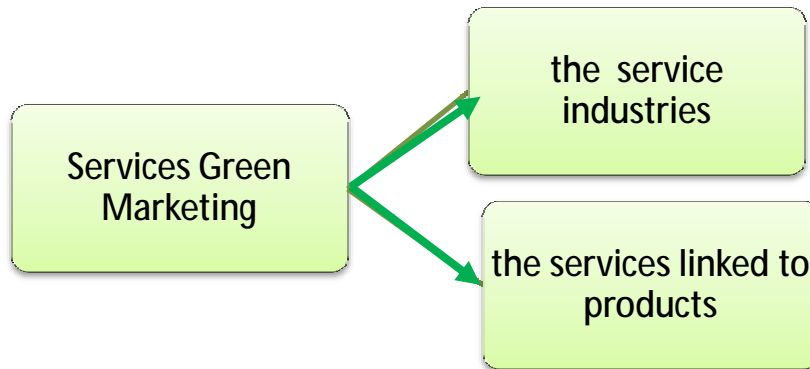 the service
industries
Services Green
Marketing
the services linked to
products